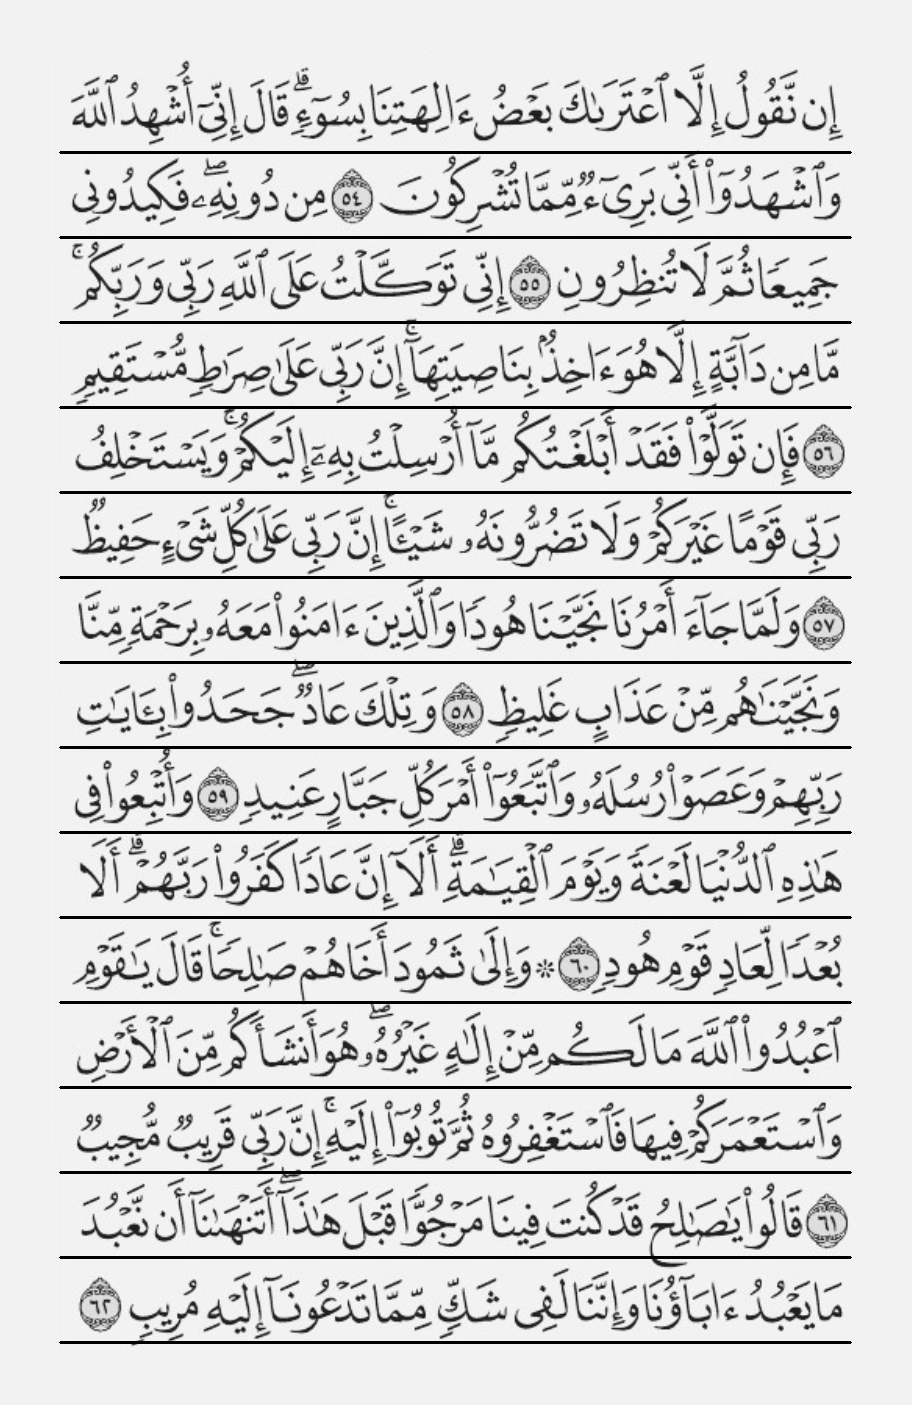 إِن نَّقُولُ إِلَّا ٱعْتَرَىٰكَ بَعْضُ ءَالِهَتِنَا بِسُوٓءٍۗ قَالَ إِنِّىٓ أُشْهِدُ ٱللَّهَ
وَٱشْهَدُوٓا۟ أَنِّى بَرِىٓءٌ مِّمَّا تُشْرِكُونَ ٥٤ مِن دُونِهِۦۖ فَكِيدُونِى
جَمِيعًا ثُمَّ لَا تُنظِرُونِ ٥٥ إِنِّى تَوَكَّلْتُ عَلَى ٱللَّهِ رَبِّى وَرَبِّكُمۚ
مَّا مِن دَآبَّةٍ إِلَّا هُوَ ءَاخِذٌۢ بِنَاصِيَتِهَآۚ إِنَّ رَبِّى عَلَىٰ صِرَٰطٍ مُّسْتَقِيمٍ
٥٦ فَإِن تَوَلَّوْا۟ فَقَدْ أَبْلَغْتُكُم مَّآ أُرْسِلْتُ بِهِۦٓ إِلَيْكُمْۚ وَيَسْتَخْلِفُ
رَبِّى قَوْمًا غَيْرَكُمْ وَلَا تَضُرُّونَهُۥ شَيْـًٔاۚ إِنَّ رَبِّى عَلَىٰ كُلِّ شَىْءٍ حَفِيظٌ
٥٧ وَلَمَّا جَآءَ أَمْرُنَا نَجَّيْنَا هُودًا وَٱلَّذِينَ ءَامَنُوا۟ مَعَهُۥ بِرَحْمَةٍ مِّنَّا
وَنَجَّيْنَٰهُم مِّنْ عَذَابٍ غَلِيظٍ ٥٨ وَتِلْكَ عَادٌۖ جَحَدُوا۟ بِـَٔايَٰتِ
رَبِّهِمْ وَعَصَوْا۟ رُسُلَهُۥ وَٱتَّبَعُوٓا۟ أَمْرَ كُلِّ جَبَّارٍ عَنِيدٍ ٥٩ وَأُتْبِعُوا۟ فِى
هَٰذِهِ ٱلدُّنْيَا لَعْنَةً وَيَوْمَ ٱلْقِيَٰمَةِۗ أَلَآ إِنَّ عَادًا كَفَرُوا۟ رَبَّهُمْۗ أَلَا
بُعْدًا لِّعَادٍ قَوْمِ هُودٍ ٦٠ ۞ وَإِلَىٰ ثَمُودَ أَخَاهُمْ صَٰلِحًاۚ قَالَ يَٰقَوْمِ
ٱعْبُدُوا۟ ٱللَّهَ مَا لَكُم مِّنْ إِلَٰهٍ غَيْرُهُۥۖ هُوَ أَنشَأَكُم مِّنَ ٱلْأَرْضِ
وَٱسْتَعْمَرَكُمْ فِيهَا فَٱسْتَغْفِرُوهُ ثُمَّ تُوبُوٓا۟ إِلَيْهِۚ إِنَّ رَبِّى قَرِيبٌ مُّجِيبٌ
٦١ قَالُوا۟ يَٰصَٰلِحُ قَدْ كُنتَ فِينَا مَرْجُوًّا قَبْلَ هَٰذَآۖ أَتَنْهَىٰنَآ أَن نَّعْبُدَ
مَا يَعْبُدُ ءَابَآؤُنَا وَإِنَّنَا لَفِى شَكٍّ مِّمَّا تَدْعُونَآ إِلَيْهِ مُرِيبٍ ٦٢